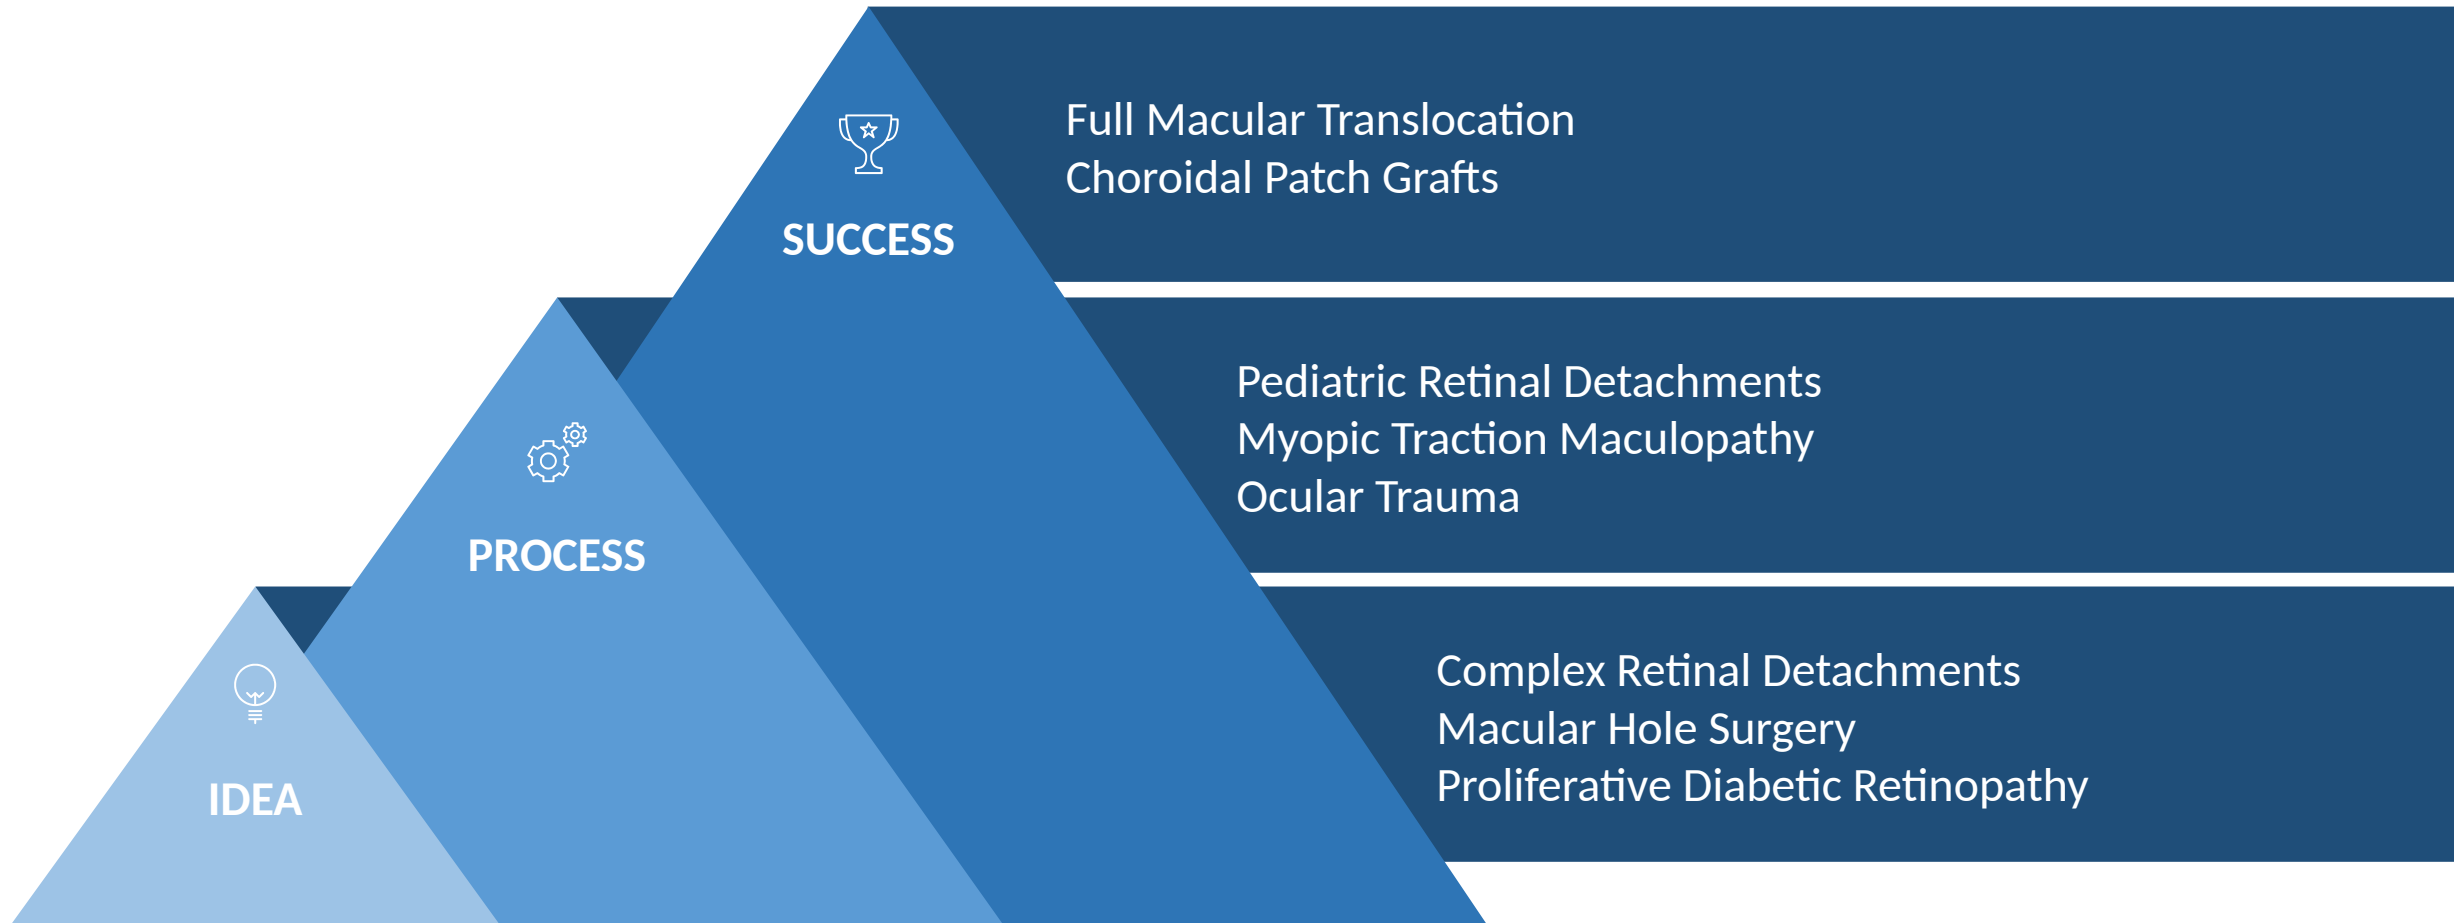 Full Macular Translocation
Choroidal Patch Grafts
SUCCESS
Pediatric Retinal Detachments
Myopic Traction Maculopathy
Ocular Trauma
PROCESS
Complex Retinal Detachments
Macular Hole Surgery
Proliferative Diabetic Retinopathy
IDEA